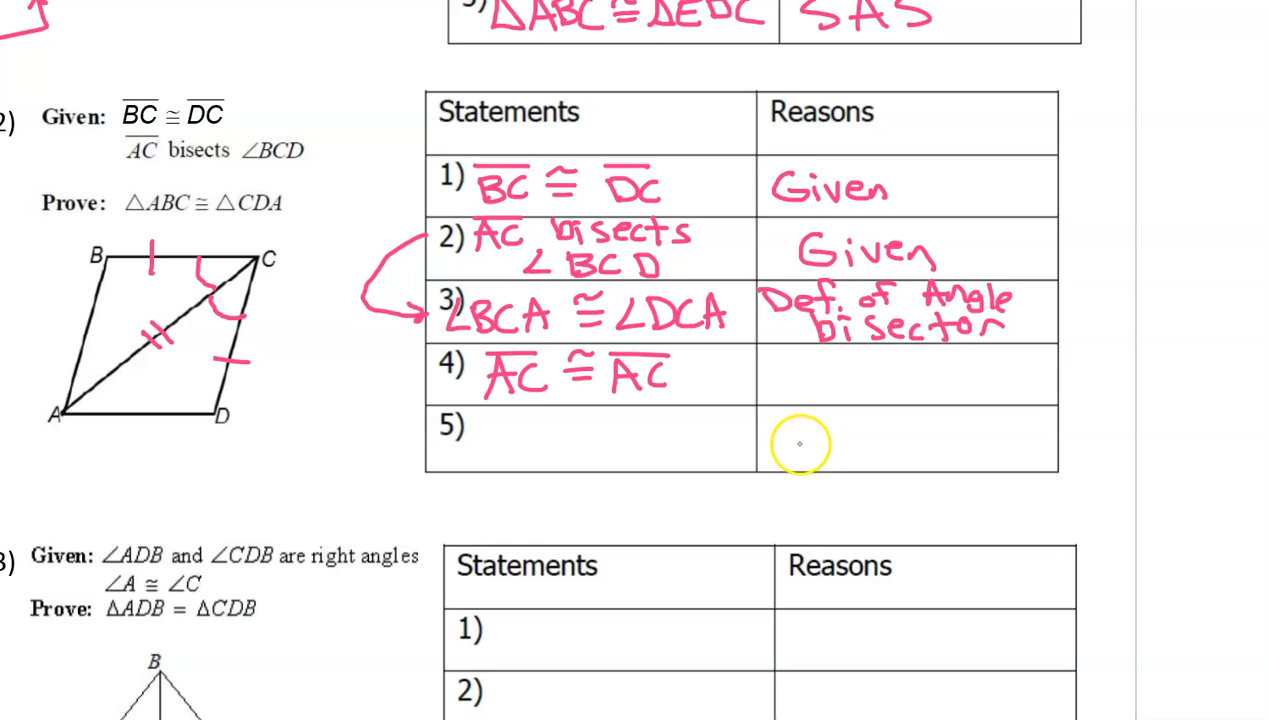 ΔABC ≅ ΔEDC SAS
2) Given: BC ≅ DC
AC bisects ∠BCD
Prove: △ABC ≅ △CDA
B C
A D
Statements Reasons
1) BC ≅ DC Given
2) AC bisects Given
∠BCD
3) ∠BCA ≅ ∠DCA Def. of Angle
bisector
4) AC ≅ AC
5)
3) Given: ∠ADB and ∠CDB are right angles
∠A ≅ ∠C
Prove: ΔADB = ΔCDB
B
Statements Reasons
1)
2)